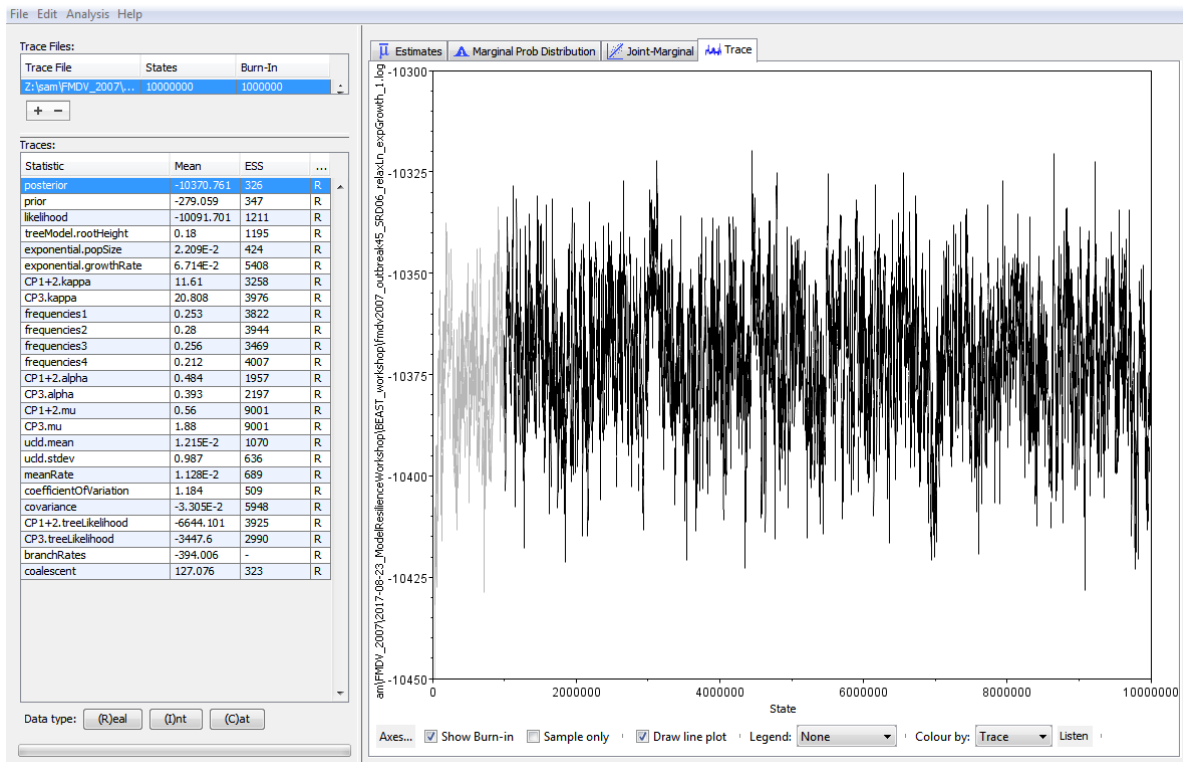 File Edit Analysis Help
Trace Files:
Trace File States Burn-In
Z:\sam\FMDV_2007\... 10000000 1000000
+ -
Traces:
Statistic Mean ESS ...
posterior -10370.761 326 R
prior -279.059 347 R
likelihood -10091.701 1211 R
treeModel.rootHeight 0.18 1195 R
exponential.popSize 2.209E-2 424 R
exponential.growthRate 6.714E-2 5408 R
CP1+2.kappa 11.61 3258 R
CP3.kappa 20.808 3976 R
frequencies1 0.253 3822 R
frequencies2 0.28 3944 R
frequencies3 0.256 3469 R
frequencies4 0.212 4007 R
CP1+2.alpha 0.484 1957 R
CP3.alpha 0.393 2197 R
CP1+2.mu 0.56 9001 R
CP3.mu 1.88 9001 R
ucld.mean 1.215E-2 1070 R
ucld.stdev 0.987 636 R
meanRate 1.128E-2 689 R
coefficientOfVariation 1.184 509 R
covariance -3.305E-2 5948 R
CP1+2.treeLikelihood -6644.101 3925 R
CP3.treeLikelihood -3447.6 2990 R
branchRates -394.006 - R
coalescent 127.076 323 R
Data type: (R)eal (I)nt (C)at
Estimates Marginal Prob Distribution Joint-Marginal Trace
am\FMDV_2007\2017-08-23_ModelResilienceWorkshop\BEAST_workshop\fmdv2007_outbreak45_SRD06_relaxLn_expGrowth_1.log
-10300
-10325
-10350
-10375
-10400
-10425
-10450
0 2000000 4000000 6000000 8000000 10000000
State
Axes... Show Burn-in Sample only Draw line plot Legend: None Colour by: Trace Listen